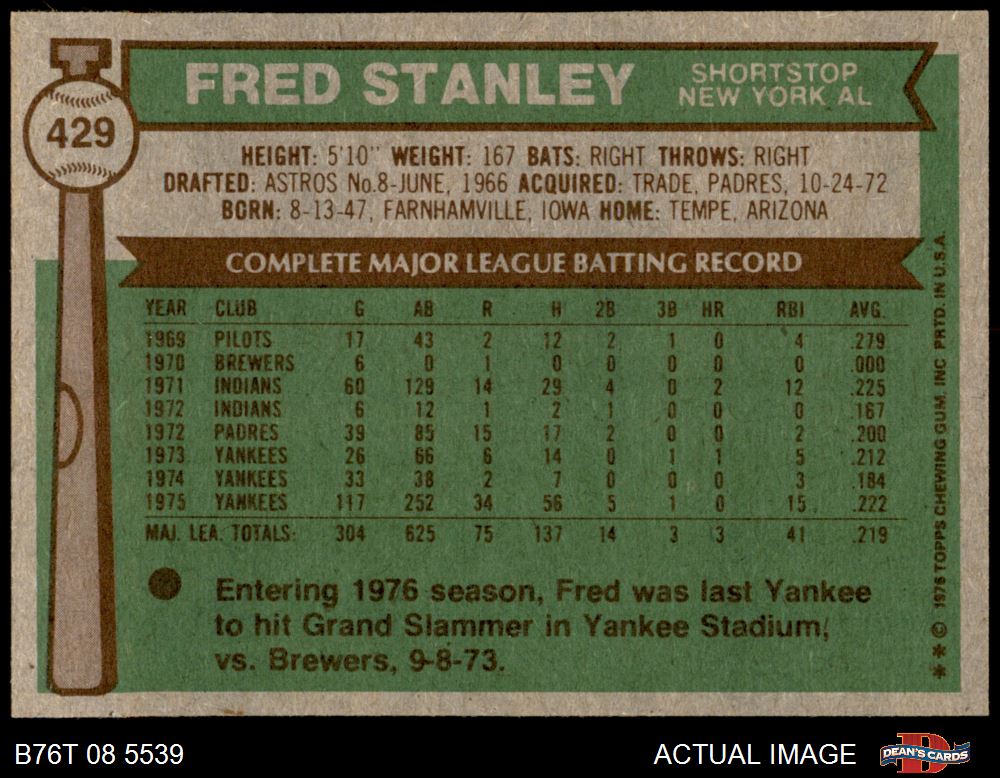 FRED STANLEY
SHORTSTOP
NEW YORK AL
429
HEIGHT: 5'10" WEIGHT: 167 BATS: RIGHT THROWS: RIGHT
DRAFTED: ASTROS No.8-JUNE, 1966 ACQUIRED: TRADE, PADRES, 10-24-72
BORN: 8-13-47, FARNHAMVILLE, IOWA HOME: TEMPE, ARIZONA
COMPLETE MAJOR LEAGUE BATTING RECORD
YEAR CLUB G AB R H 2B 3B HR RBI AVG.
1969 PILOTS 17 43 2 12 2 1 0 4 .279
1970 BREWERS 6 0 1 0 0 0 0 0 .000
1971 INDIANS 60 129 14 29 4 0 2 12 .225
1972 INDIANS 6 12 1 2 1 0 0 0 .167
1972 PADRES 39 85 15 17 2 0 0 2 .200
1973 YANKEES 26 66 6 14 0 1 1 5 .212
1974 YANKEES 33 38 2 7 0 0 0 3 .184
1975 YANKEES 117 252 34 56 5 1 0 15 .222
MAJ. LEA. TOTALS: 304 625 75 137 14 3 3 41 .219
Entering 1976 season, Fred was last Yankee
to hit Grand Slammer in Yankee Stadium,
vs. Brewers, 9-8-73.
** © 1976 TOPPS CHEWING GUM, INC. PRTD. IN U.S.A.
B76T 08 5539
ACTUAL IMAGE
D
DEAN'S CARDS